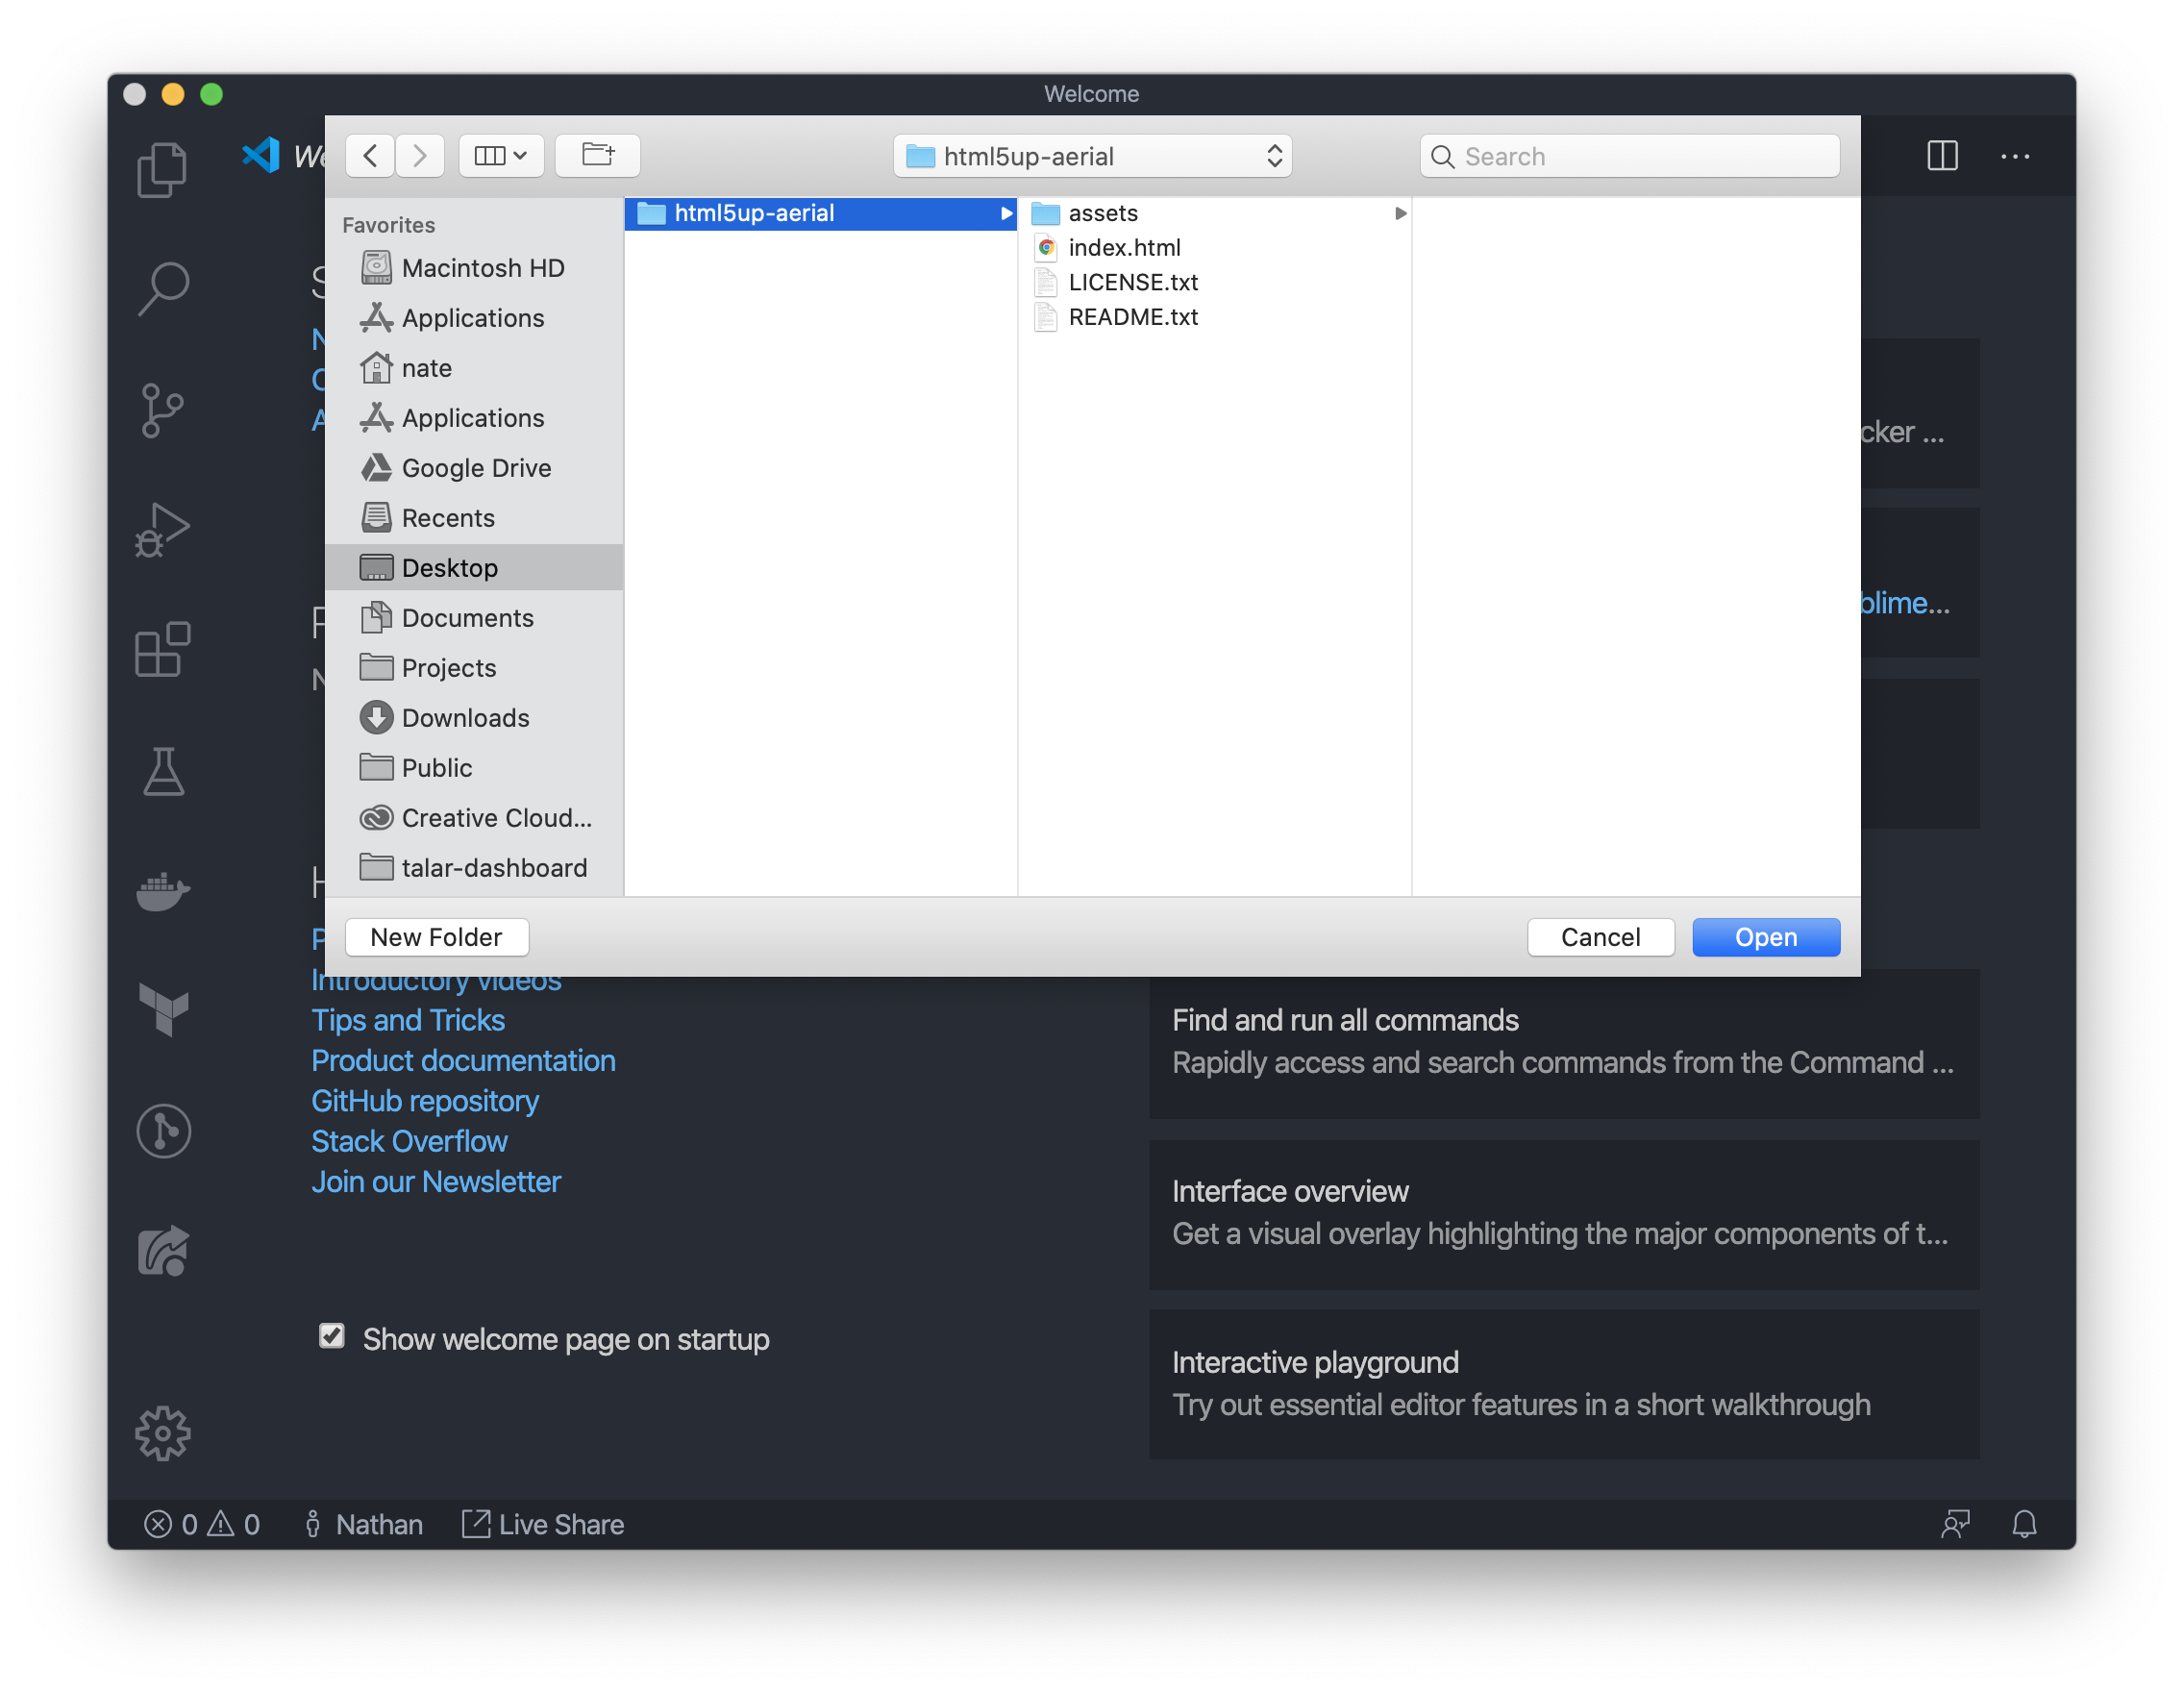 Welcome
html5up-aerial
Search
Favorites
Macintosh HD
Applications
nate
Applications
Google Drive
Recents
Desktop
Documents
Projects
Downloads
Public
Creative Cloud...
talar-dashboard
html5up-aerial
assets
index.html
LICENSE.txt
README.txt
cker ...
blime...
New Folder
Cancel
Open
Introductory videos
Tips and Tricks
Product documentation
GitHub repository
Stack Overflow
Join our Newsletter
Show welcome page on startup
Find and run all commands
Rapidly access and search commands from the Command ...
Interface overview
Get a visual overlay highlighting the major components of t...
Interactive playground
Try out essential editor features in a short walkthrough
0 0 Nathan Live Share